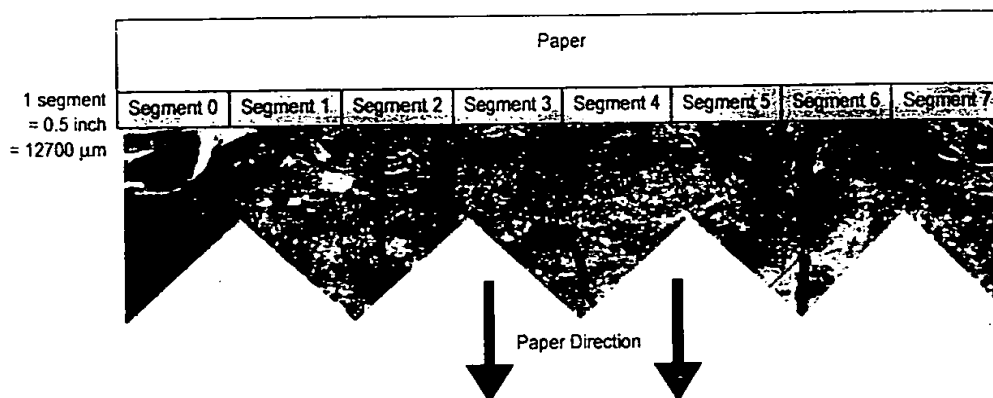 Paper
1 segment
= 0.5 inch
= 12700 µm
Segment 0 Segment 1 Segment 2 Segment 3 Segment 4 Segment 5 Segment 6 Segment 7
Paper Direction